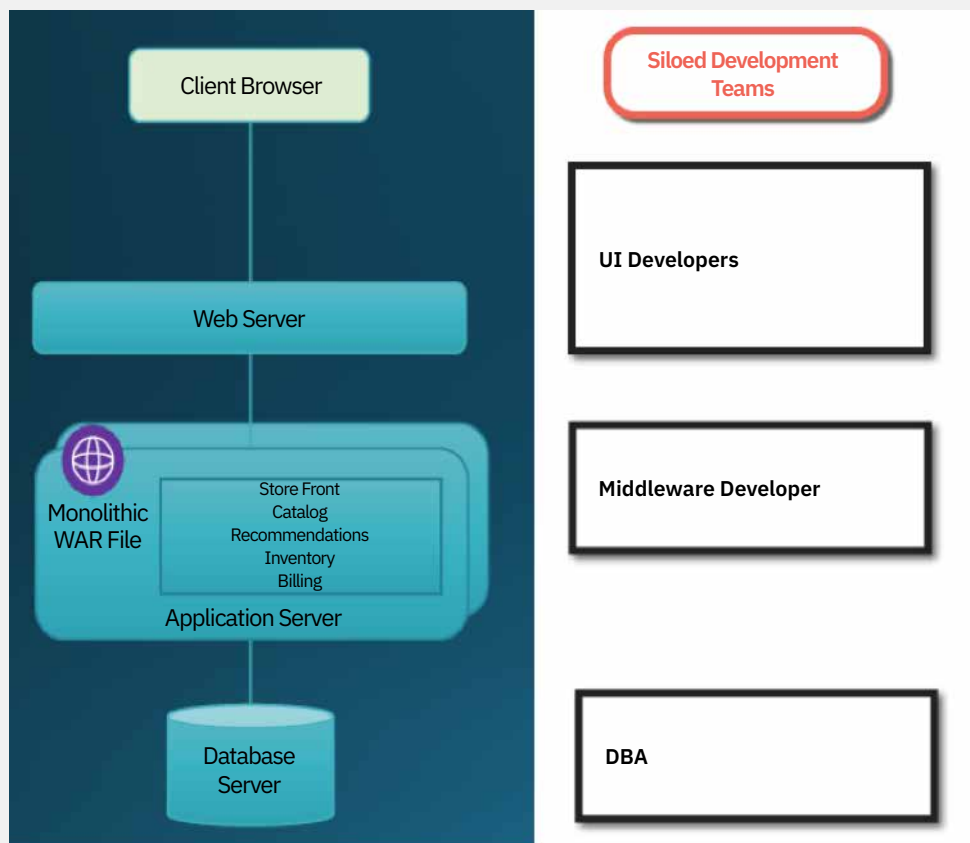 Client Browser
Web Server
Monolithic
WAR File
Store Front
Catalog
Recommendations
Inventory
Billing
Application Server
Database
Server
Siloed Development
Teams
UI Developers
Middleware Developer
DBA